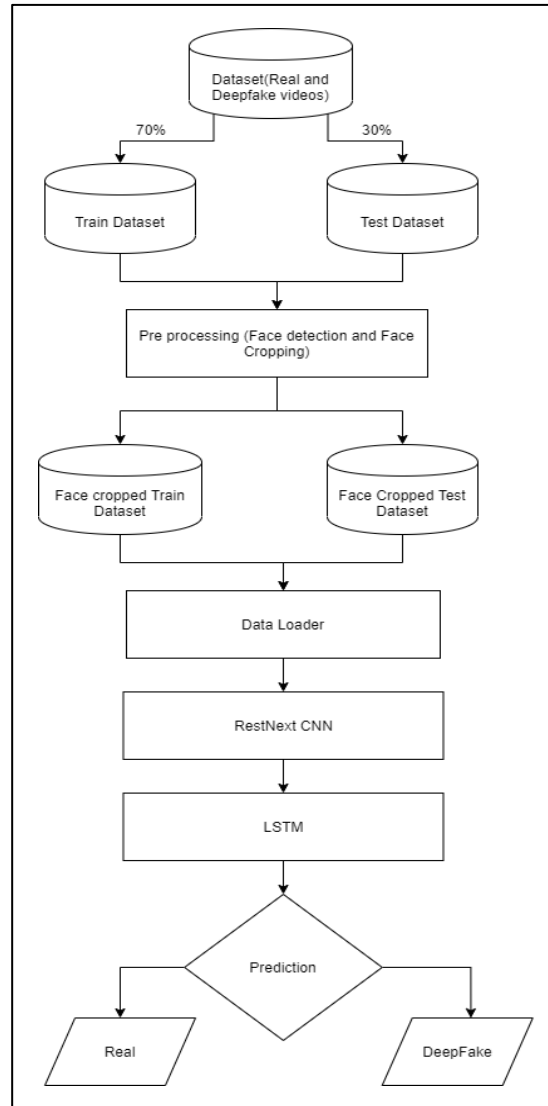 Dataset(Real and
Deepfake videos)
70%
30%
Train Dataset
Test Dataset
Pre processing (Face detection and Face
Cropping)
Face cropped Train
Dataset
Face Cropped Test
Dataset
Data Loader
RestNext CNN
LSTM
Prediction
Real
DeepFake